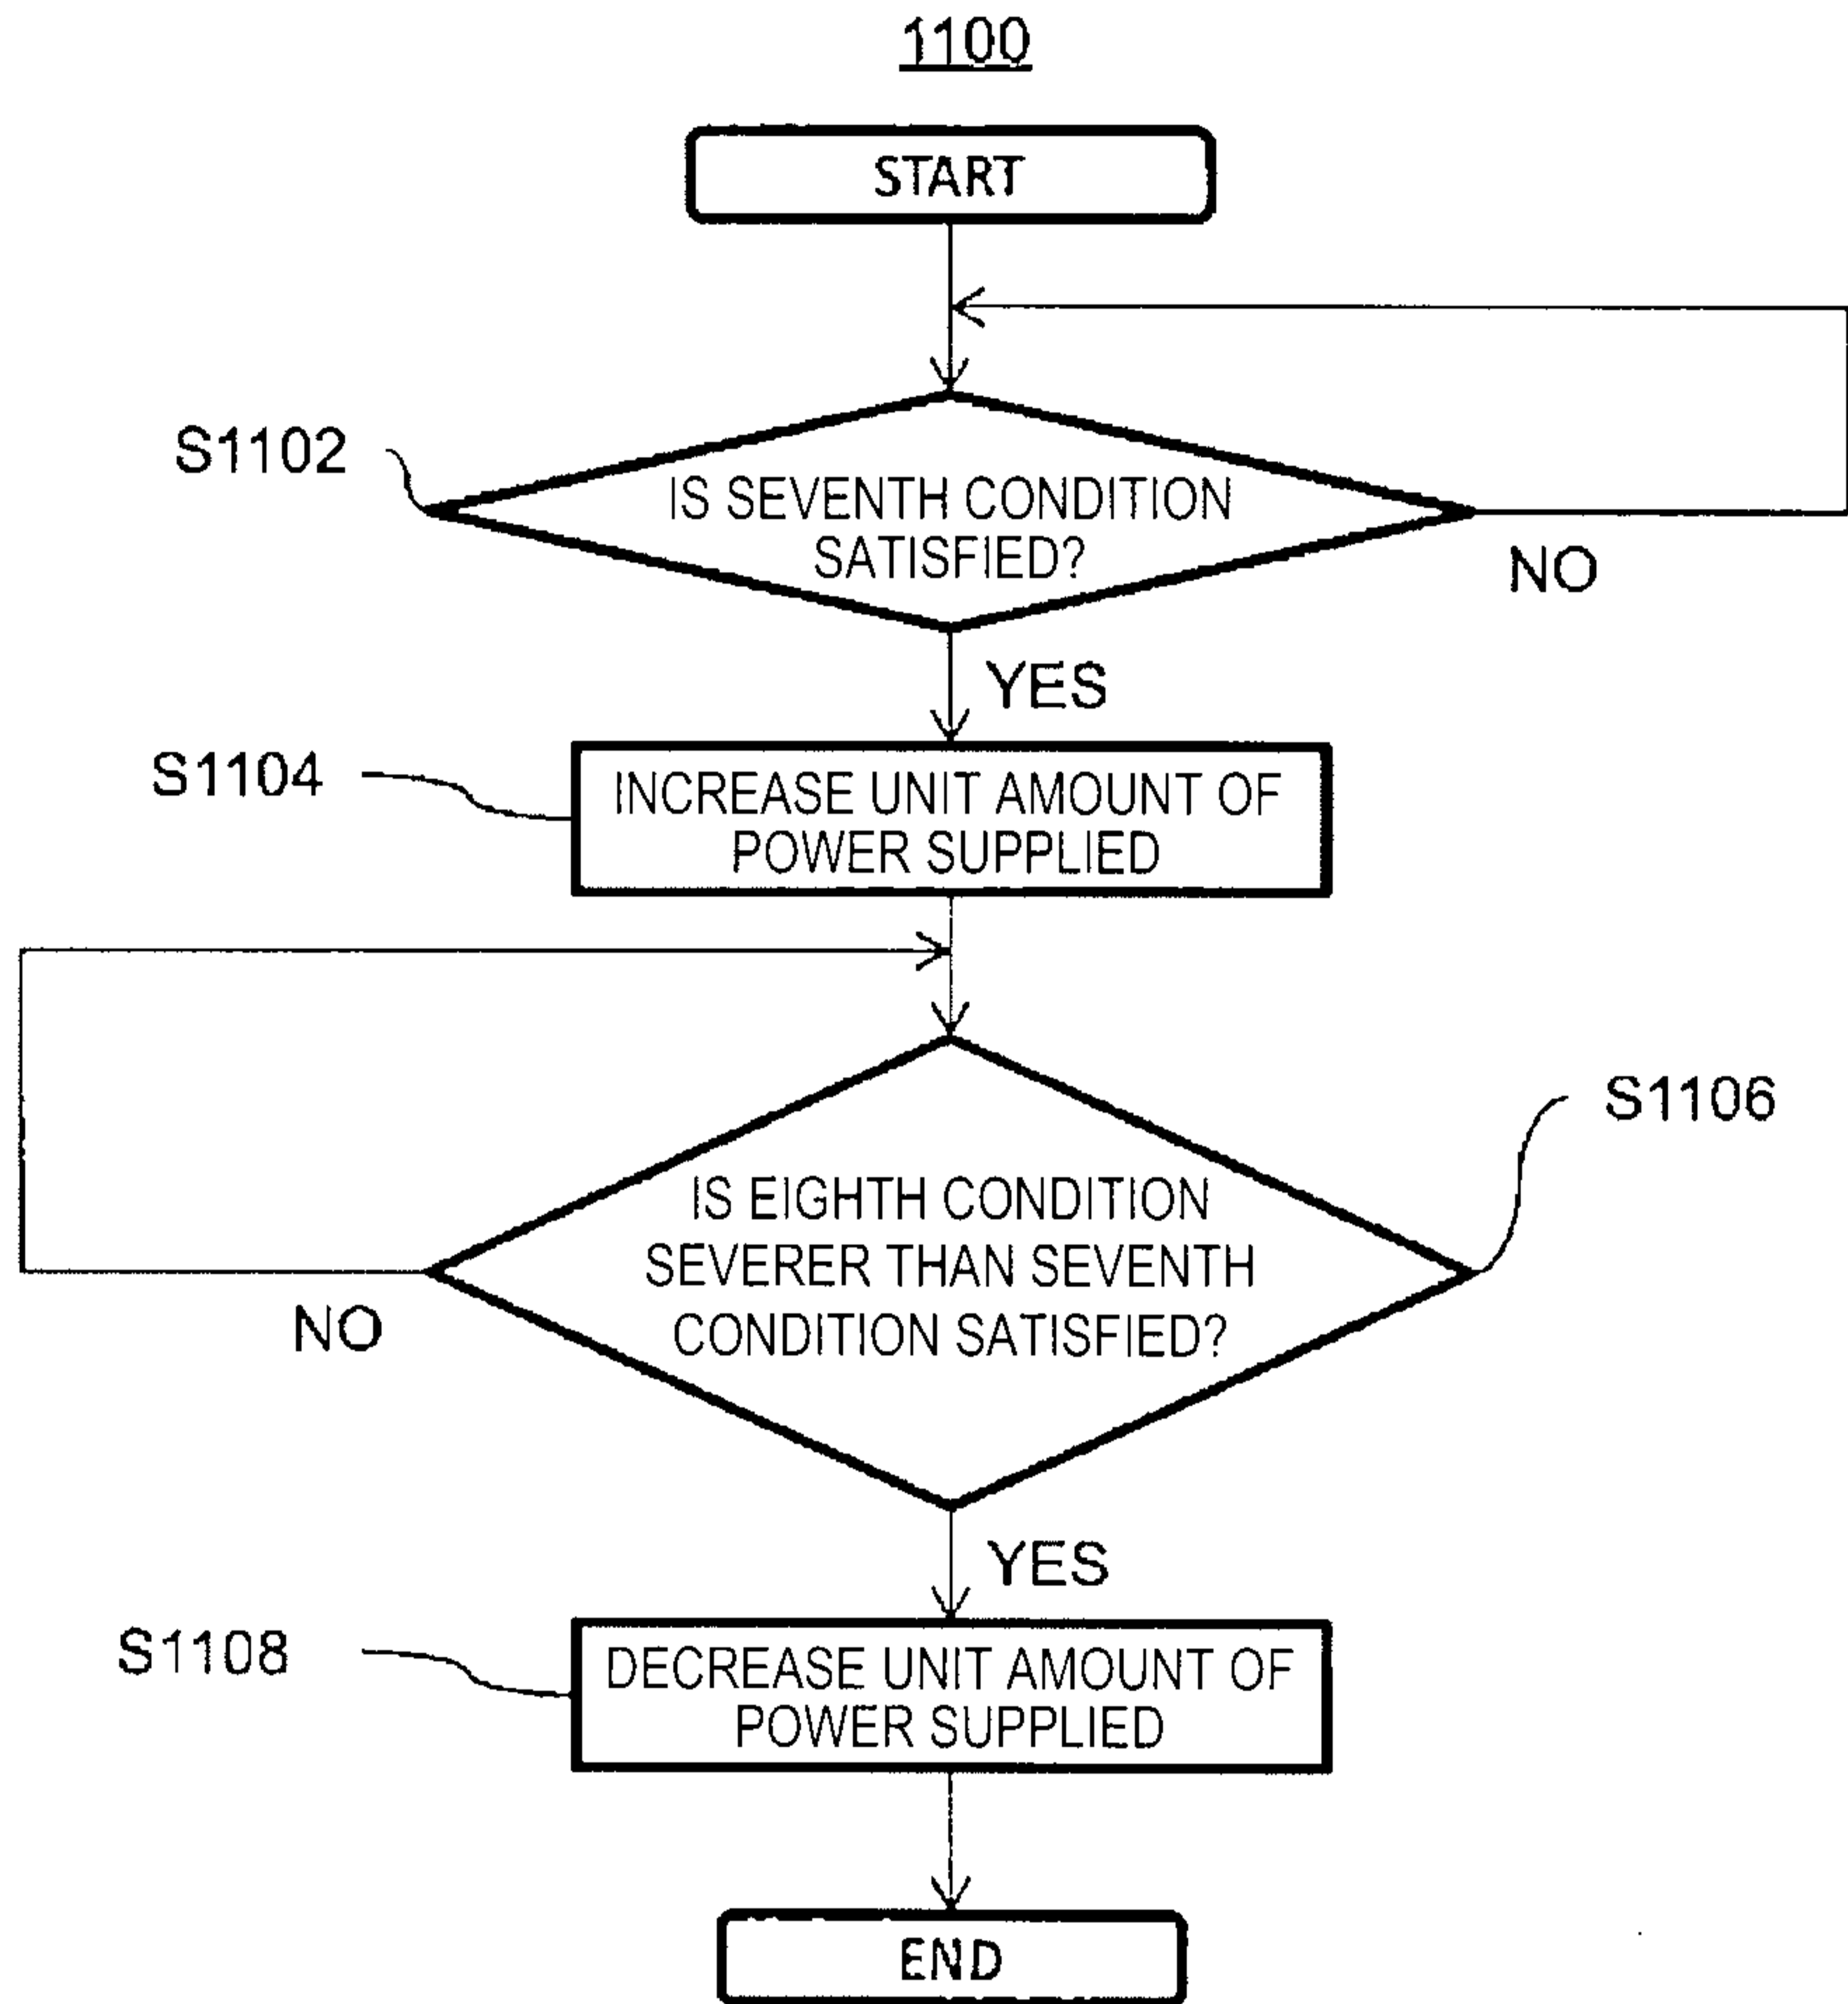 1100
START
S1102
IS SEVENTH CONDITION
SATISFIED?
NO
YES
S1104
INCREASE UNIT AMOUNT OF
POWER SUPPLIED
S1106
IS EIGHTH CONDITION
SEVERER THAN SEVENTH
CONDITION SATISFIED?
NO
YES
S1108
DECREASE UNIT AMOUNT OF
POWER SUPPLIED
END